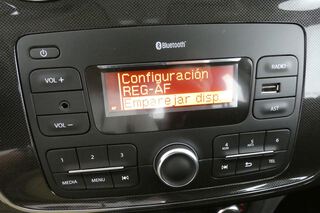 Bluetooth
Configuración
REG-AF
Emparejar disp.
VOL +
VOL –
RADIO
AST
1 2 3
4 5 6
MEDIA MENU
TEL